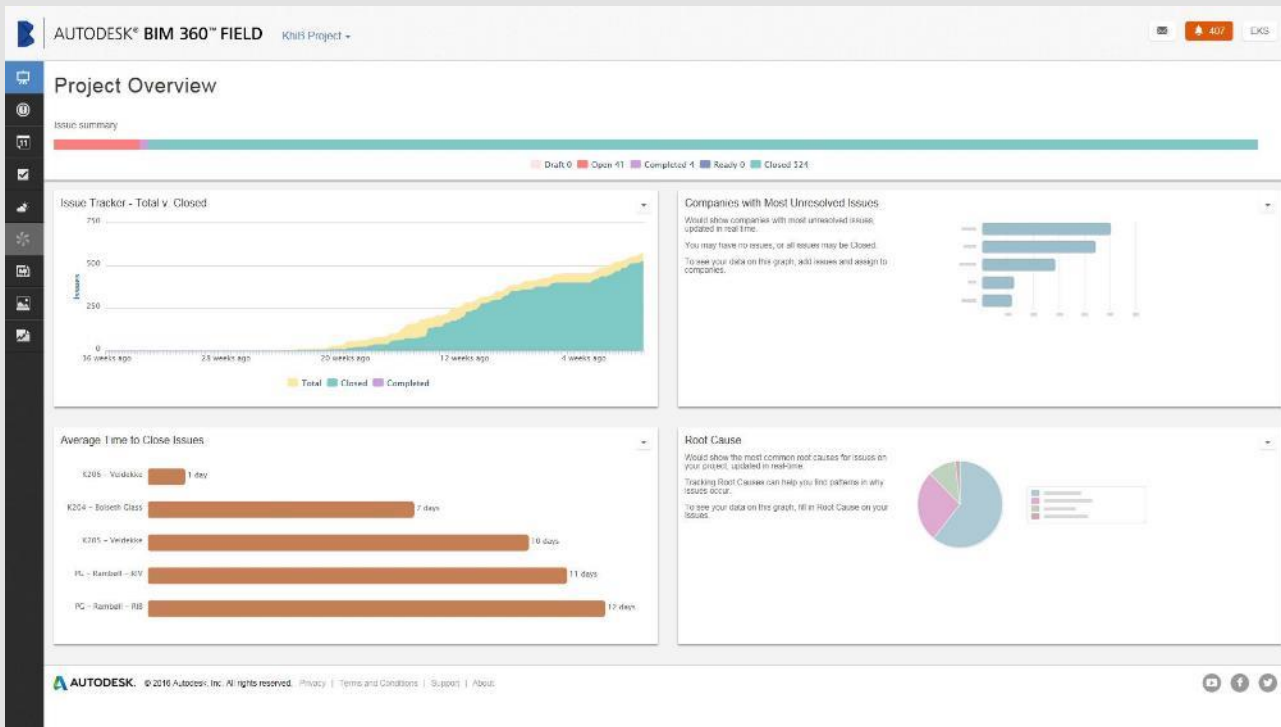 AUTODESK® BIM 360™ FIELD
KhiB Project
407
EKS
Project Overview
Issue summary
Draft 0 Open 41 Completed 4 Ready 0 Closed 524
Issue Tracker - Total v. Closed
750
500
250
0
Issues
36 weeks ago 28 weeks ago 20 weeks ago 12 weeks ago 4 weeks ago
Total Closed Completed
Companies with Most Unresolved Issues
Would show companies with most unresolved issues,
updated in real time.
You may have no issues, or all issues may be Closed.
To see your data on this graph, add issues and assign to
companies.
Average Time to Close Issues
K205 - Veidekke 1 day
K204 - Bolseth Glass 7 days
K205 - Veidekke 10 days
PG - Rambøll - RIV 11 days
PG - Rambøll - RIB 12 days
Root Cause
Would show the most common root causes for issues on
your project, updated in real-time
Tracking Root Causes can help you find patterns in why
issues occur.
To see your data on this graph, fill in Root Cause on your
issues.
AUTODESK. © 2016 Autodesk, Inc. All rights reserved. Privacy | Terms and Conditions | Support | About